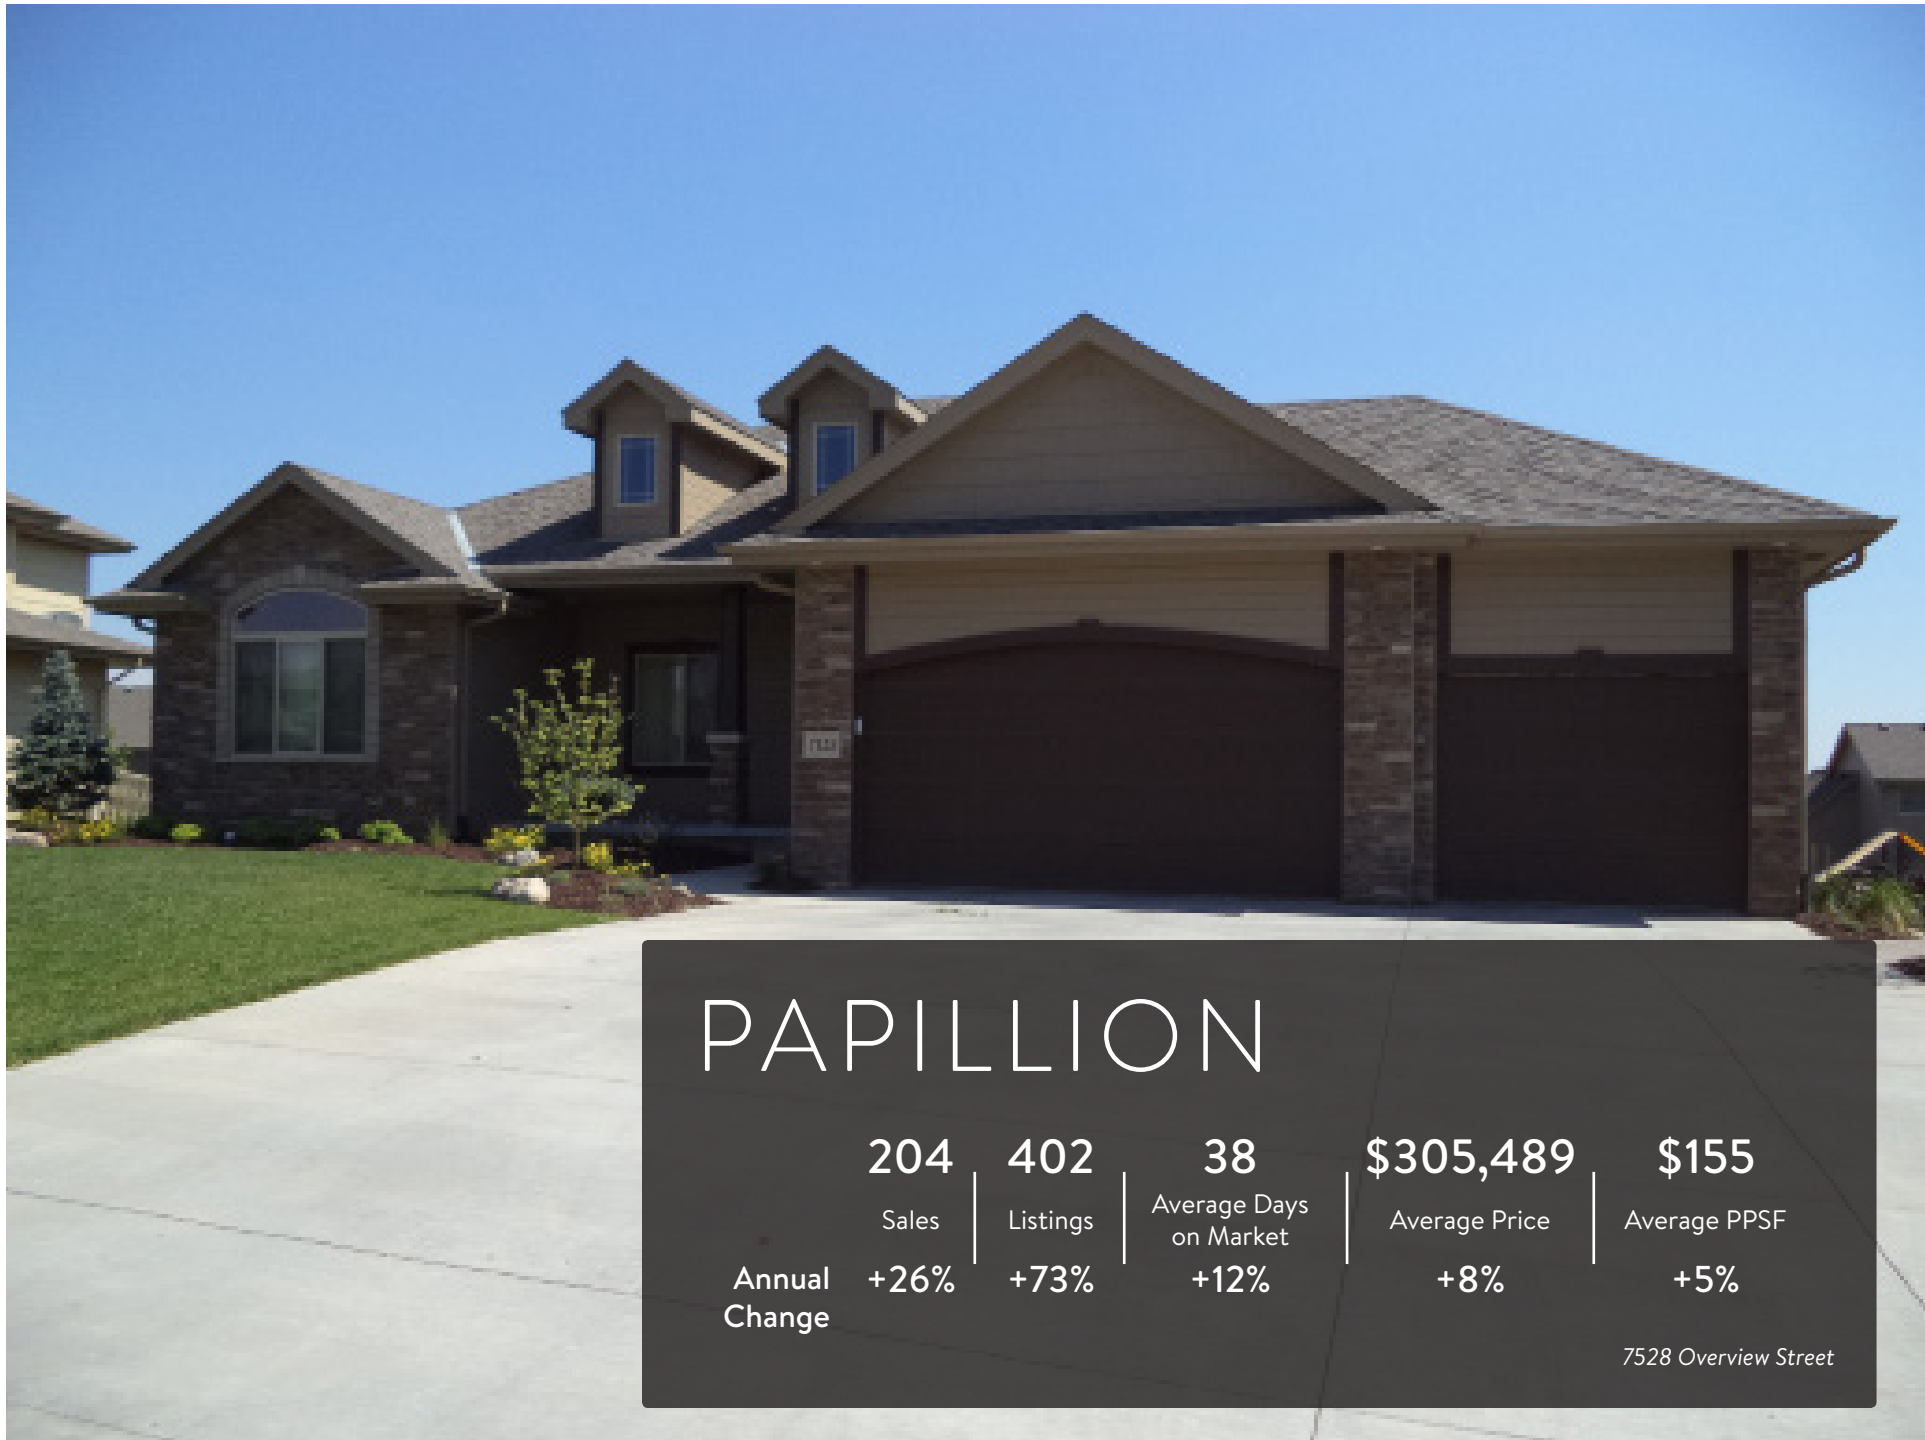 PAPILLION
204 402 38 $305,489 $155
Sales Listings Average Days on Market Average Price Average PPSF
Annual Change +26% +73% +12% +8% +5%
7528 Overview Street